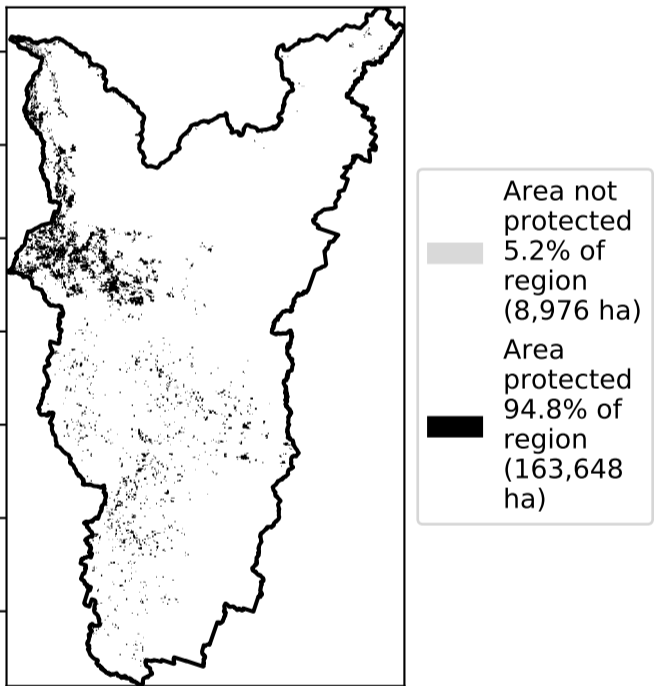 Area not
protected
5.2% of
region
(8,976 ha)
Area
protected
94.8% of
region
(163,648
ha)